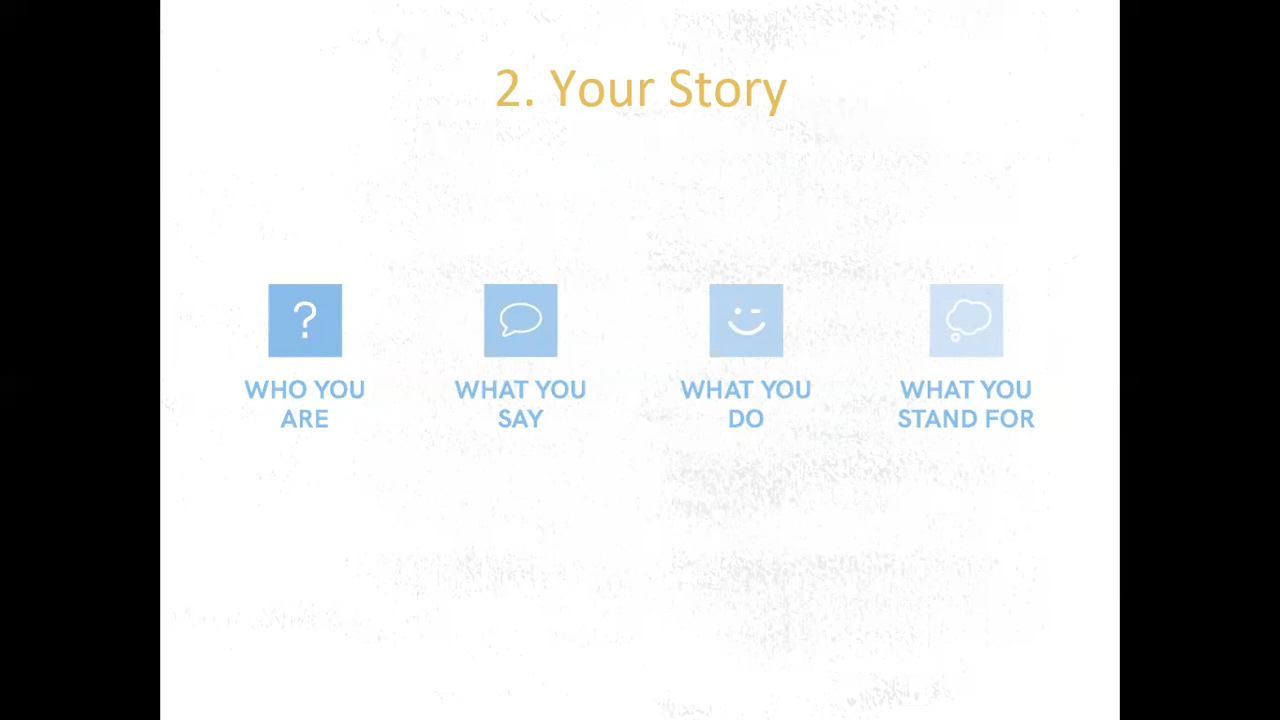 2. Your Story
?
WHO YOU
ARE
WHAT YOU
SAY
WHAT YOU
DO
WHAT YOU
STAND FOR